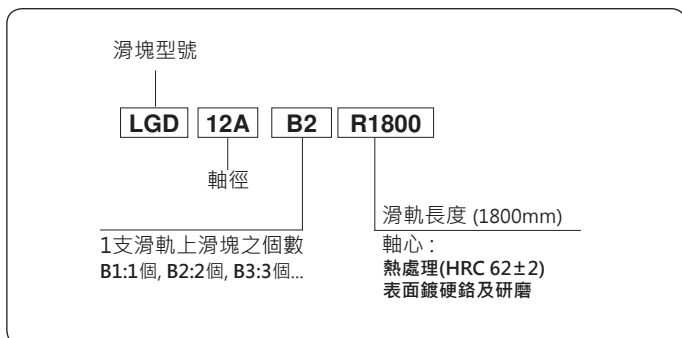 滑塊型號
LGD 12A B2 R1800
軸徑
滑軌長度 (1800mm)
1支滑軌上滑塊之個數
軸心 :
B1:1個, B2:2個, B3:3個...
熱處理(HRC 62±2)
表面鍍硬鉻及研磨